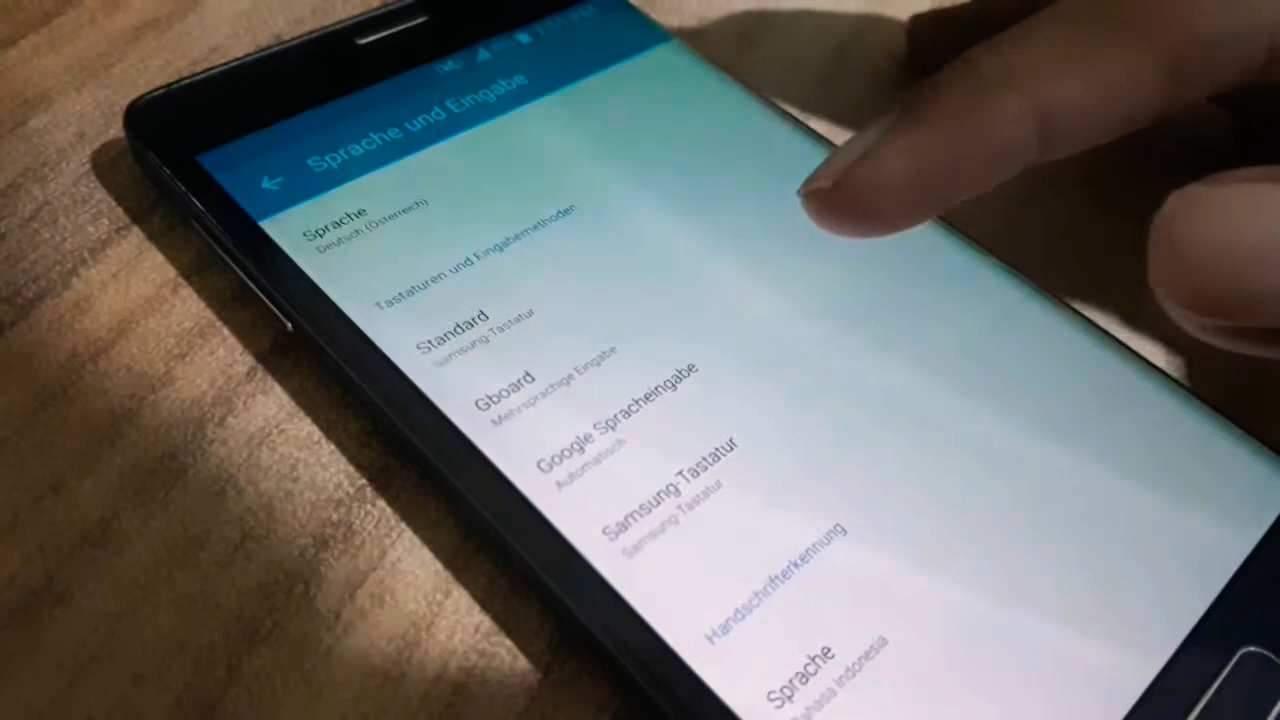 Sprache und Eingabe
Sprache
Deutsch (Österreich)
Tastaturen und Eingabemethoden
Standard
Samsung-Tastatur
Gboard
Mehrsprachige Eingabe
Google Spracheingabe
Automatisch
Samsung-Tastatur
Samsung-Tastatur
Handschrifterkennung
Sprache
Bahasa Indonesia